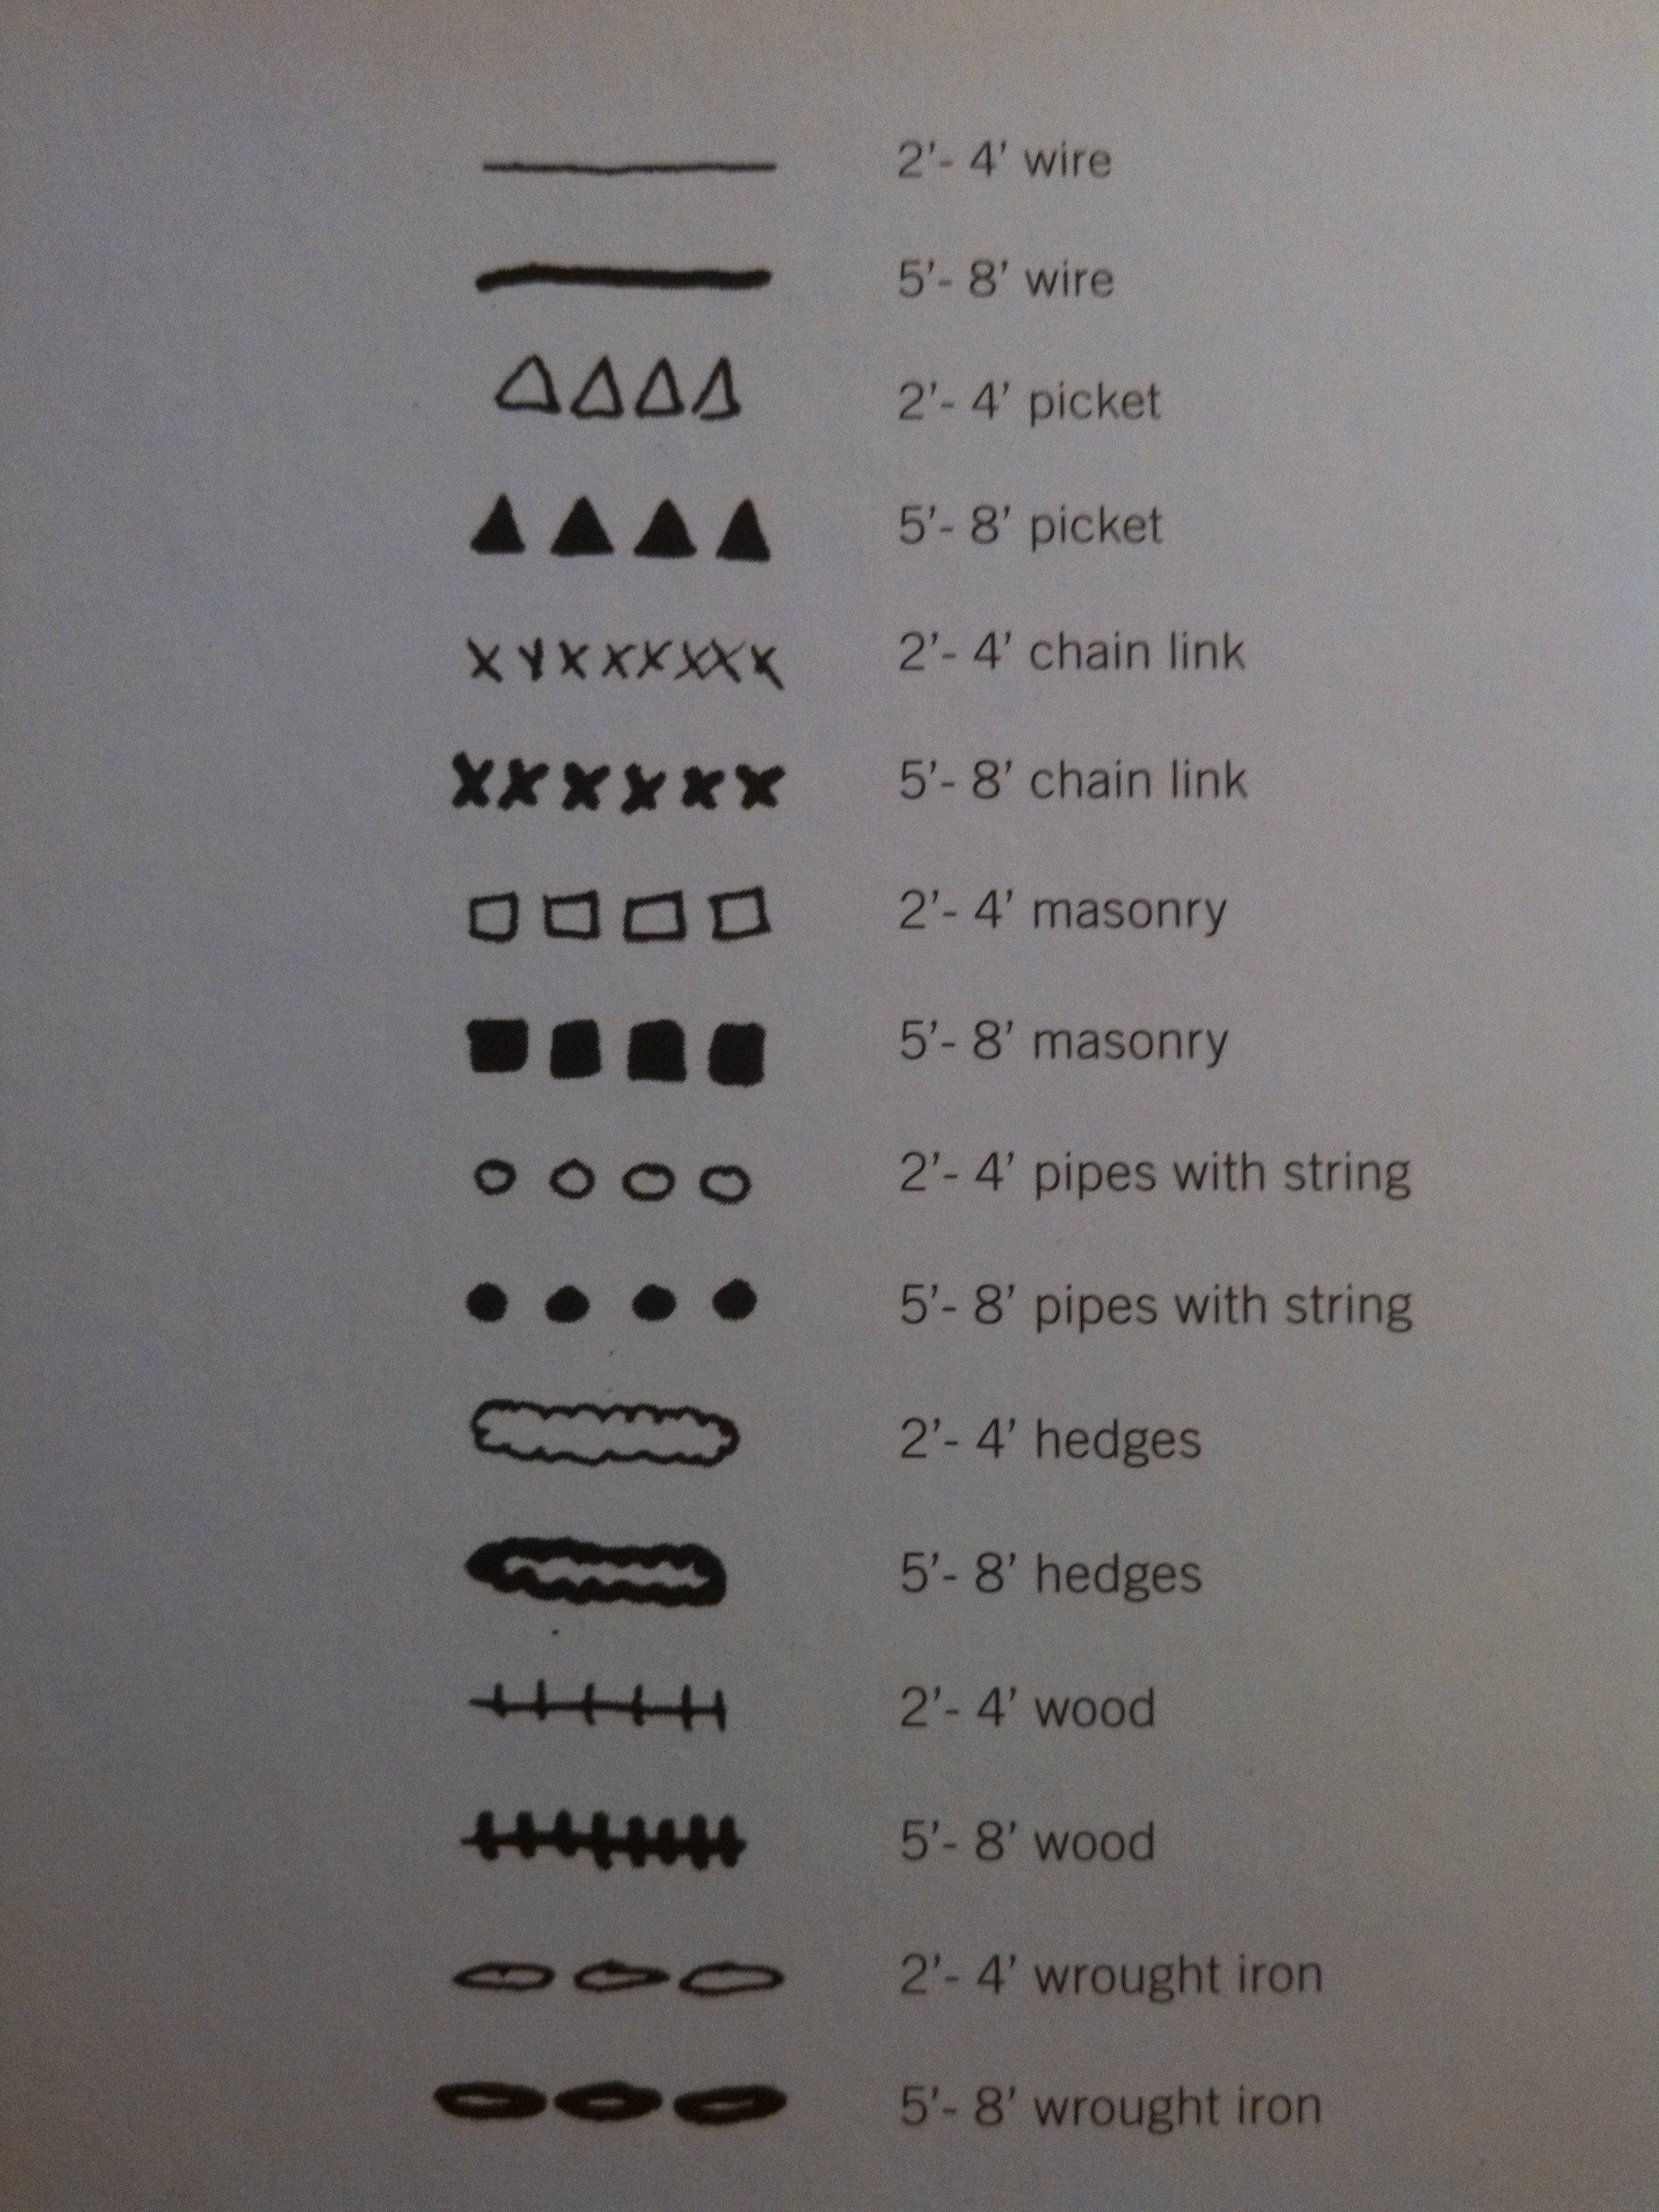 2'- 4' wire
5'- 8' wire
2'- 4' picket
5'- 8' picket
2'- 4' chain link
5'- 8' chain link
2'- 4' masonry
5'- 8' masonry
2'- 4' pipes with string
5'- 8' pipes with string
2'- 4' hedges
5'- 8' hedges
2'- 4' wood
5'- 8' wood
2'- 4' wrought iron
5'- 8' wrought iron